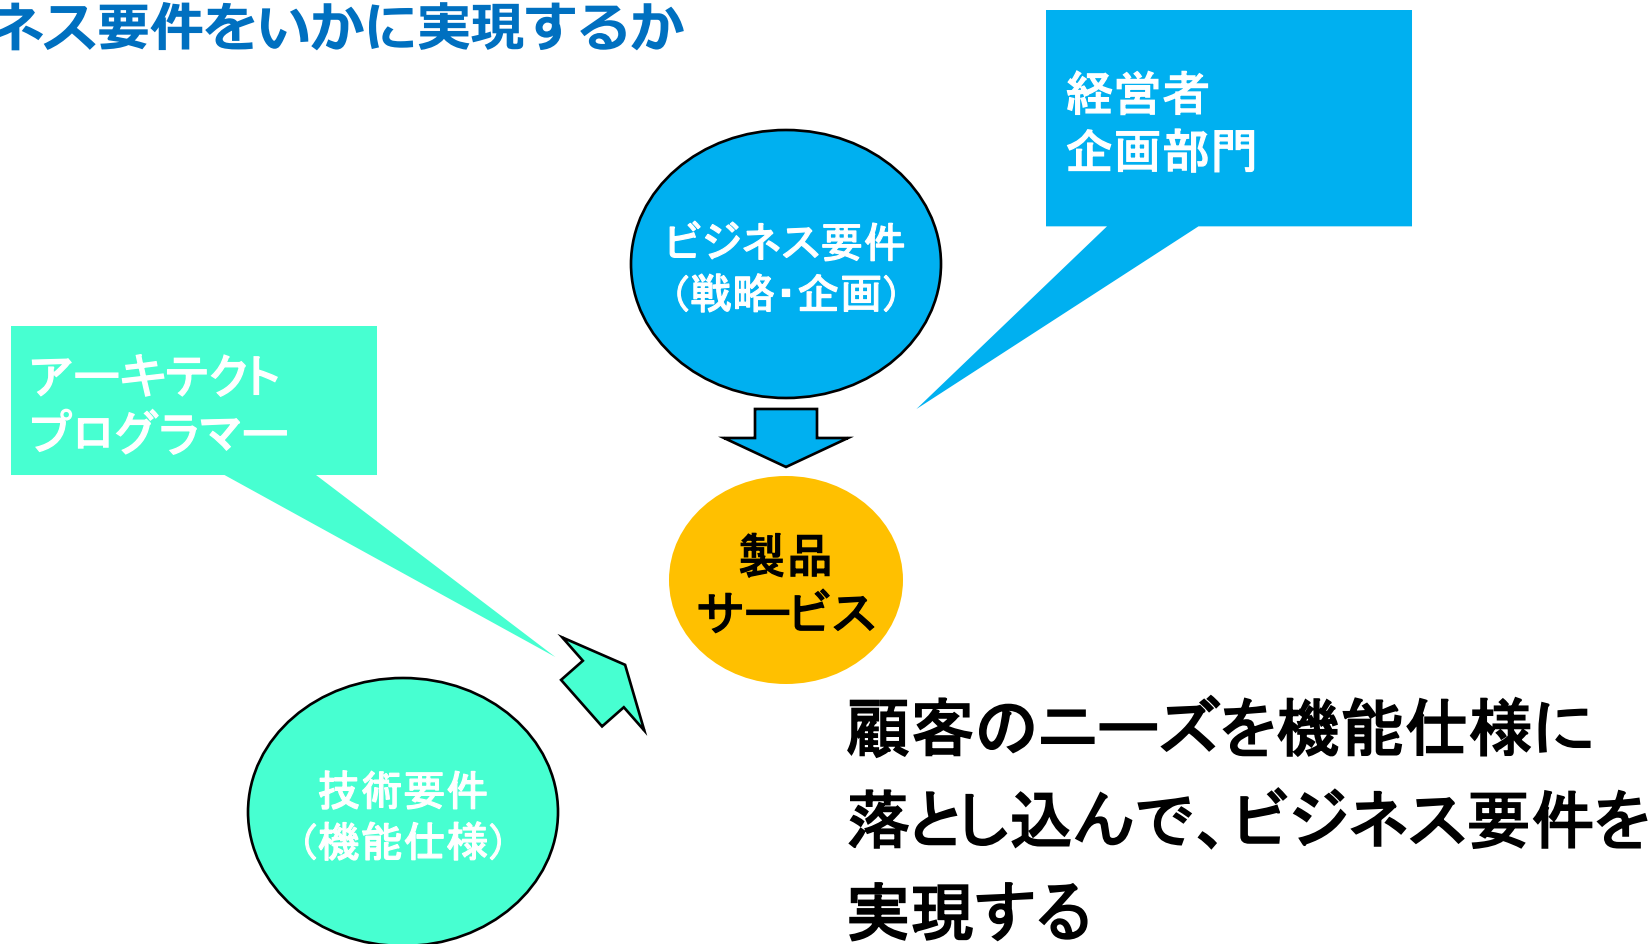 ネス要件をいかに実現するか
経営者
企画部門
ビジネス要件
(戦略・企画)
アーキテクト
プログラマー
製品
サービス
技術要件
(機能仕様)
顧客のニーズを機能仕様に
落とし込んで、ビジネス要件を
実現する